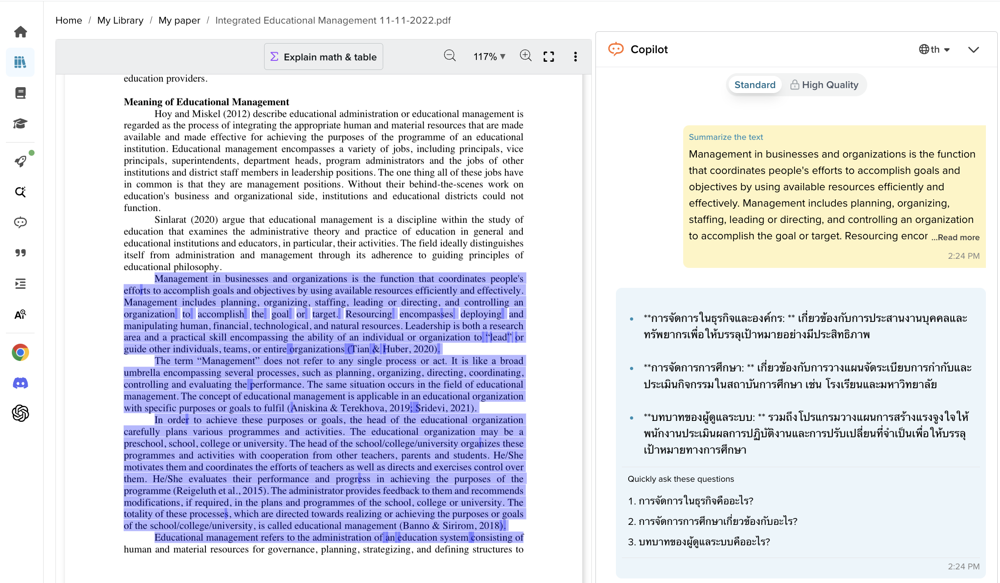 Home / My Library / My paper / Integrated Educational Management 11-11-2022.pdf
Explain math & table
117%
education providers.
Meaning of Educational Management
Hoy and Miskel (2012) describe educational administration or educational management is
regarded as the process of integrating the appropriate human and material resources that are made
available and made effective for achieving the purposes of the programme of an educational
institution. Educational management encompasses a variety of jobs, including principals, vice
principals, superintendents, department heads, program administrators and the jobs of other
institutions and district staff members in leadership positions. The one thing all of these jobs have
in common is that they are management positions. Without their behind-the-scenes work on
education's business and organizational side, institutions and educational districts could not
function.
Sinlarat (2020) argue that educational management is a discipline within the study of
education that examines the administrative theory and practice of education in general and
educational institutions and educators, in particular, their activities. The field ideally distinguishes
itself from administration and management through its adherence to guiding principles of
educational philosophy.
Management in businesses and organizations is the function that coordinates people's
efforts to accomplish goals and objectives by using available resources efficiently and effectively.
Management includes planning, organizing, staffing, leading or directing, and controlling an
organization to accomplish the goal or target. Resourcing encompasses deploying and
manipulating human, financial, technological, and natural resources. Leadership is both a research
area and a practical skill encompassing the ability of an individual or organization to “lead” or
guide other individuals, teams, or entire organizations (Tian & Huber, 2020).
The term “Management” does not refer to any single process or act. It is like a broad
umbrella encompassing several processes, such as planning, organizing, directing, coordinating,
controlling and evaluating the performance. The same situation occurs in the field of educational
management. The concept of educational management is applicable in an educational organization
with specific purposes or goals to fulfil (Aniskina & Terekhova, 2019; Sridevi, 2021).
In order to achieve these purposes or goals, the head of the educational organization
carefully plans various programmes and activities. The educational organization may be a
preschool, school, college or university. The head of the school/college/university organizes these
programmes and activities with cooperation from other teachers, parents and students. He/She
motivates them and coordinates the efforts of teachers as well as directs and exercises control over
them. He/She evaluates their performance and progress in achieving the purposes of the
programme (Reigeluth et al., 2015). The administrator provides feedback to them and recommends
modifications, if required, in the plans and programmes of the school, college or university. The
totality of these processes, which are directed towards realizing or achieving the purposes or goals
of the school/college/university, is called educational management (Banno & Sirirom, 2018).
Educational management refers to the administration of an education system consisting of
human and material resources for governance, planning, strategizing, and defining structures to
Copilot
th
Standard
High Quality
Summarize the text
Management in businesses and organizations is the function
that coordinates people's efforts to accomplish goals and
objectives by using available resources efficiently and
effectively. Management includes planning, organizing,
staffing, leading or directing, and controlling an organization
to accomplish the goal or target. Resourcing encor ...Read more
2:24 PM
• **การจัดการในธุรกิจและองค์กร: ** เกี่ยวข้องกับการประสานงานบุคคลและ
ทรัพยากรเพื่อให้บรรลุเป้าหมายอย่างมีประสิทธิภาพ
• **การจัดการการศึกษา: ** เกี่ยวข้องกับการวางแผนจัดระเบียบการกำกับและ
ประเมินกิจกรรมในสถาบันการศึกษา เช่น โรงเรียนและมหาวิทยาลัย
• **บทบาทของผู้ดูแลระบบ: ** รวมถึงโปรแกรมวางแผนการสร้างแรงจูงใจให้
พนักงานประเมินผลการปฏิบัติงานและการปรับเปลี่ยนที่จำเป็นเพื่อให้บรรลุ
เป้าหมายทางการศึกษา
Quickly ask these questions
1. การจัดการในธุรกิจคืออะไร?
2. การจัดการการศึกษาเกี่ยวข้องกับอะไร?
3. บทบาทของผู้ดูแลระบบคืออะไร?
2:24 PM